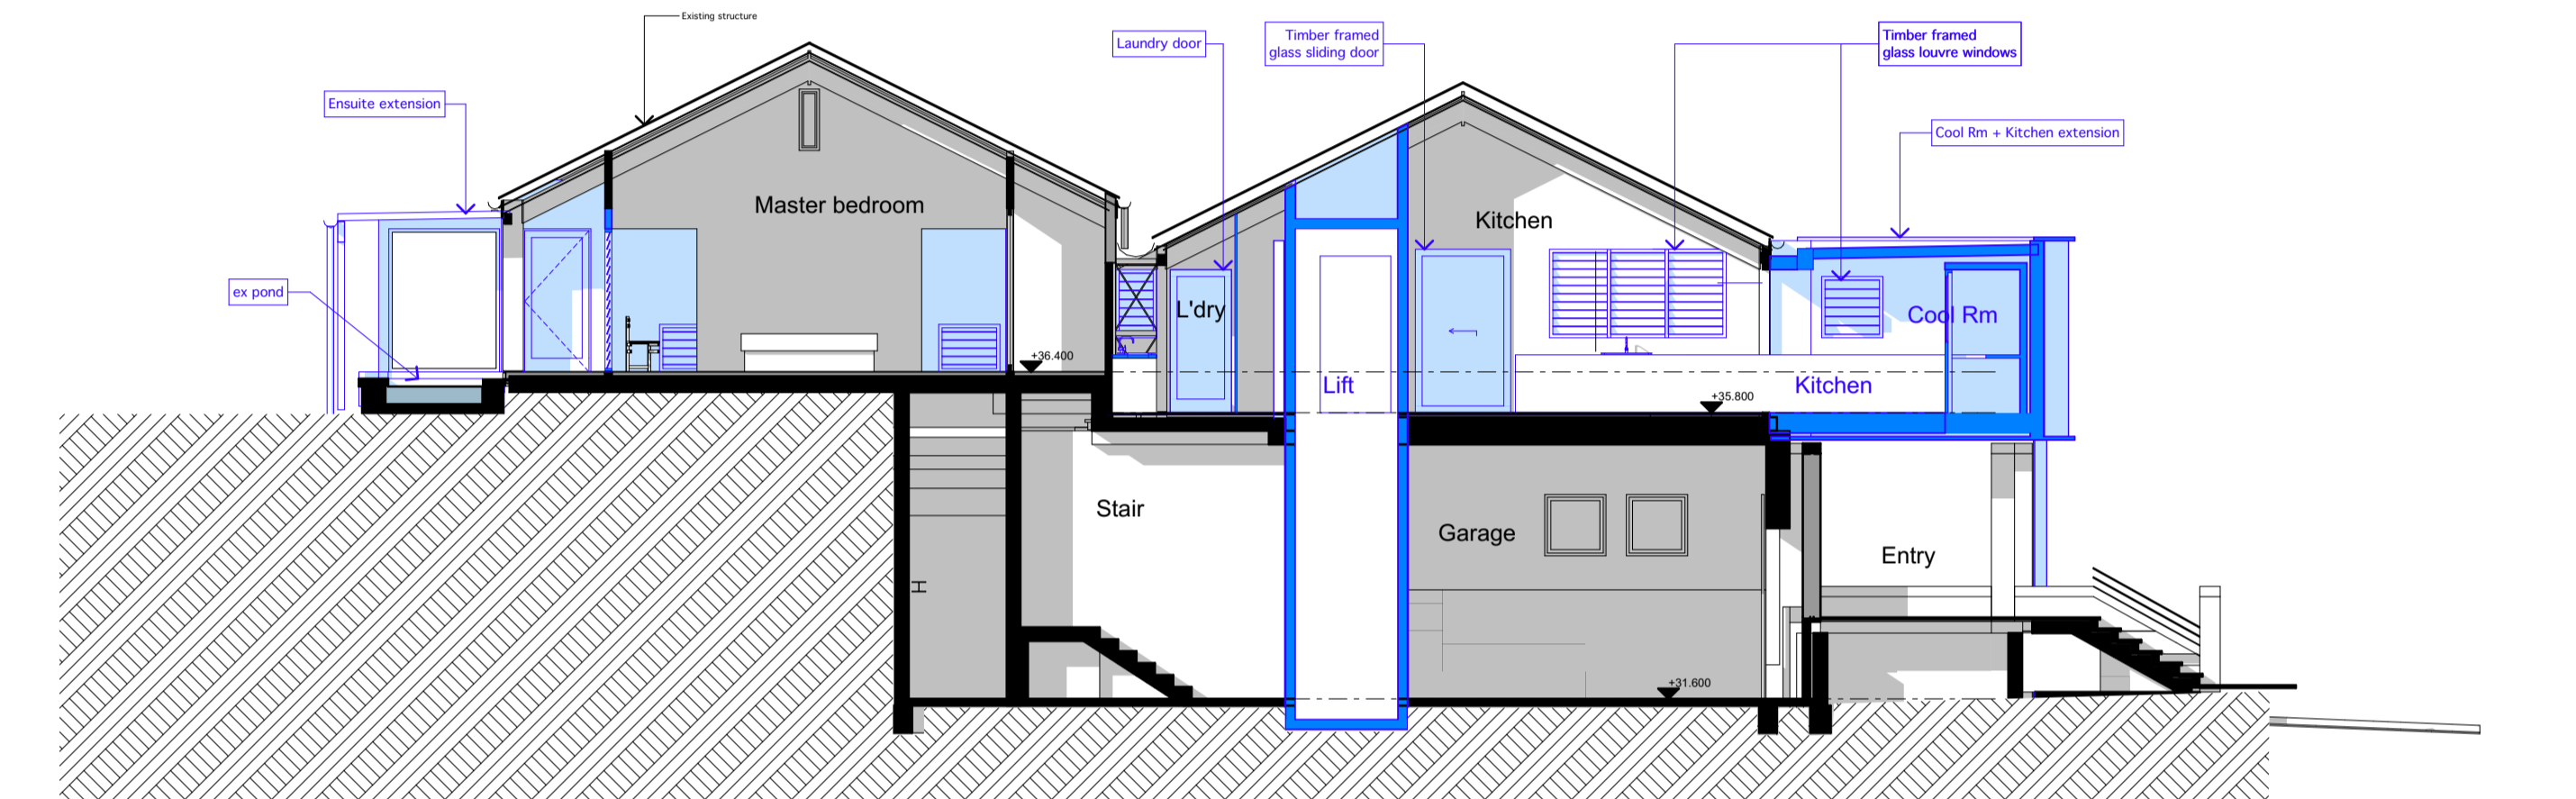 Existing structure
Laundry door
Timber framed
glass sliding door
Timber framed
glass louvre windows
Ensuite extension
Cool Rm + Kitchen extension
Master bedroom
Kitchen
ex pond
L'dry
Cool Rm
+36.400
Lift
Kitchen
+35.800
Stair
Garage
Entry
H
+31.600